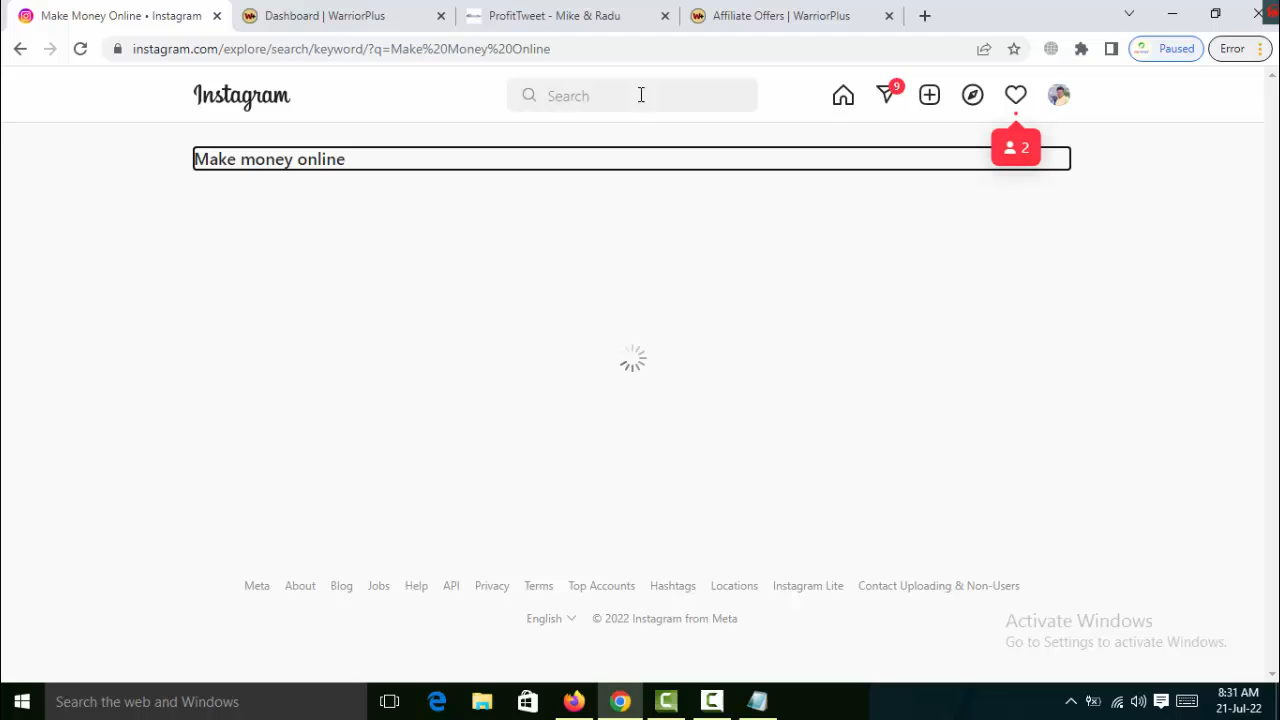 Make Money Online • Instagram
Dashboard | WarriorPlus
ProfitTweet - Mike & Radu
Affiliate Offers | WarriorPlus
instagram.com/explore/search/keyword/?q=Make%20Money%20Online
Paused
Error
Instagram
Search
9
2
Make money online
Meta About Blog Jobs Help API Privacy Terms Top Accounts Hashtags Locations Instagram Lite Contact Uploading & Non-Users
English © 2022 Instagram from Meta
Activate Windows
Go to Settings to activate Windows.
Search the web and Windows
8:31 AM
21-Jul-22